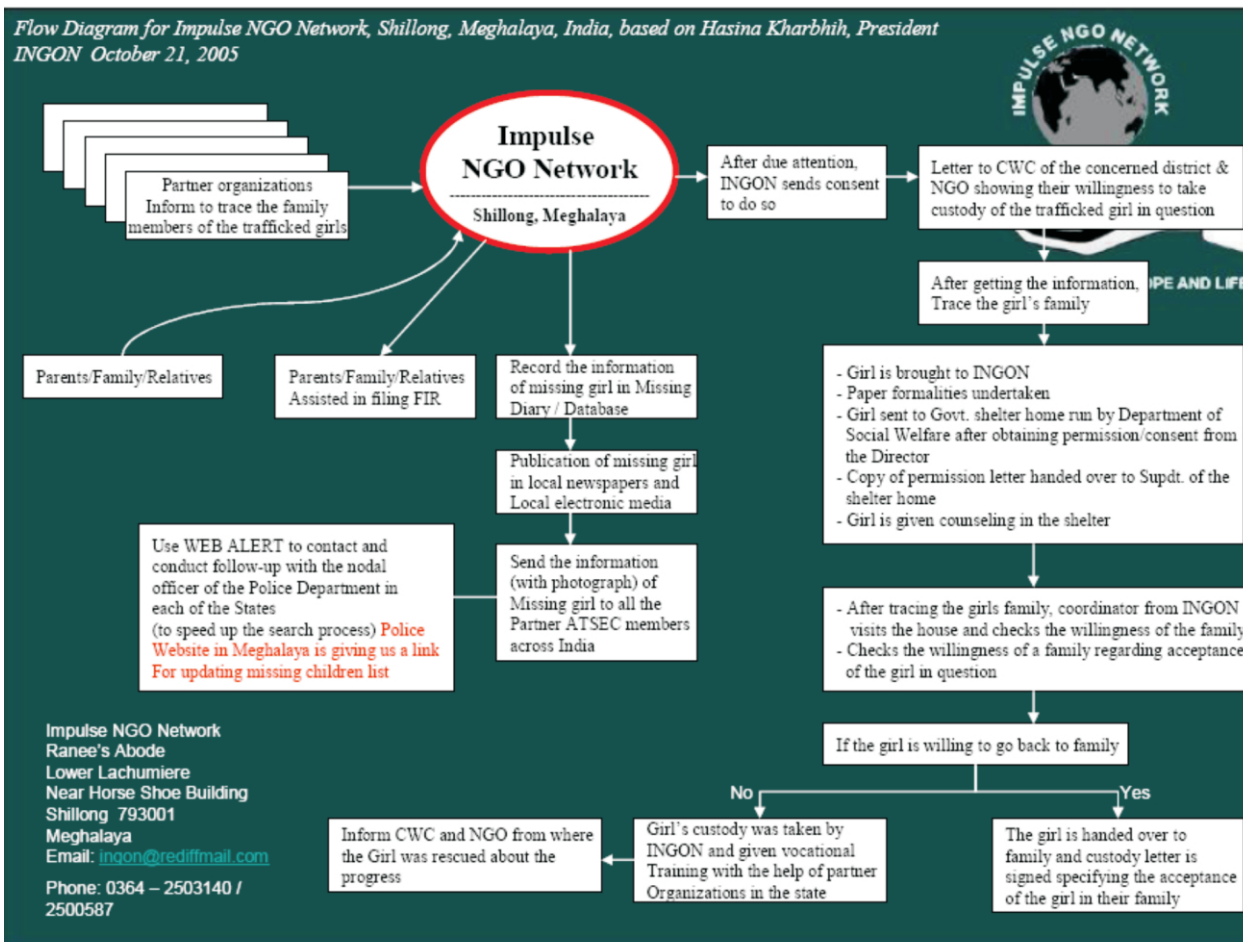 Flow Diagram for Impulse NGO Network, Shillong, Meghalaya, India, based on Hasina Kharbhih, President
INGON October 21, 2005
IMPULSE NGO NETWORK
OPE AND LIFE
Partner organizations
Inform to trace the family
members of the trafficked girls
Impulse
NGO Network
Shillong, Meghalaya
After due attention,
INGON sends consent
to do so
Letter to CWC of the concerned district &
NGO showing their willingness to take
custody of the trafficked girl in question
After getting the information,
Trace the girl's family
Parents/Family/Relatives
Parents/Family/Relatives
Assisted in filing FIR
Record the information
of missing girl in Missing
Diary / Database
Publication of missing girl
in local newspapers and
Local electronic media
Send the information
(with photograph) of
Missing girl to all the
Partner ATSEC members
across India
Use WEB ALERT to contact and
conduct follow-up with the nodal
officer of the Police Department in
each of the States
(to speed up the search process) Police
Website in Meghalaya is giving us a link
For updating missing children list
- Girl is brought to INGON
- Paper formalities undertaken
- Girl sent to Govt. shelter home run by Department of
Social Welfare after obtaining permission/consent from
the Director
- Copy of permission letter handed over to Supdt. of the
shelter home
- Girl is given counseling in the shelter
- After tracing the girls family, coordinator from INGON
visits the house and checks the willingness of the family
- Checks the willingness of a family regarding acceptance
of the girl in question
If the girl is willing to go back to family
No
Yes
Inform CWC and NGO from where
the Girl was rescued about the
progress
Girl's custody was taken by
INGON and given vocational
Training with the help of partner
Organizations in the state
The girl is handed over to
family and custody letter is
signed specifying the acceptance
of the girl in their family
Impulse NGO Network
Ranee's Abode
Lower Lachumiere
Near Horse Shoe Building
Shillong 793001
Meghalaya
Email: ingon@rediffmail.com
Phone: 0364 – 2503140 /
2500587